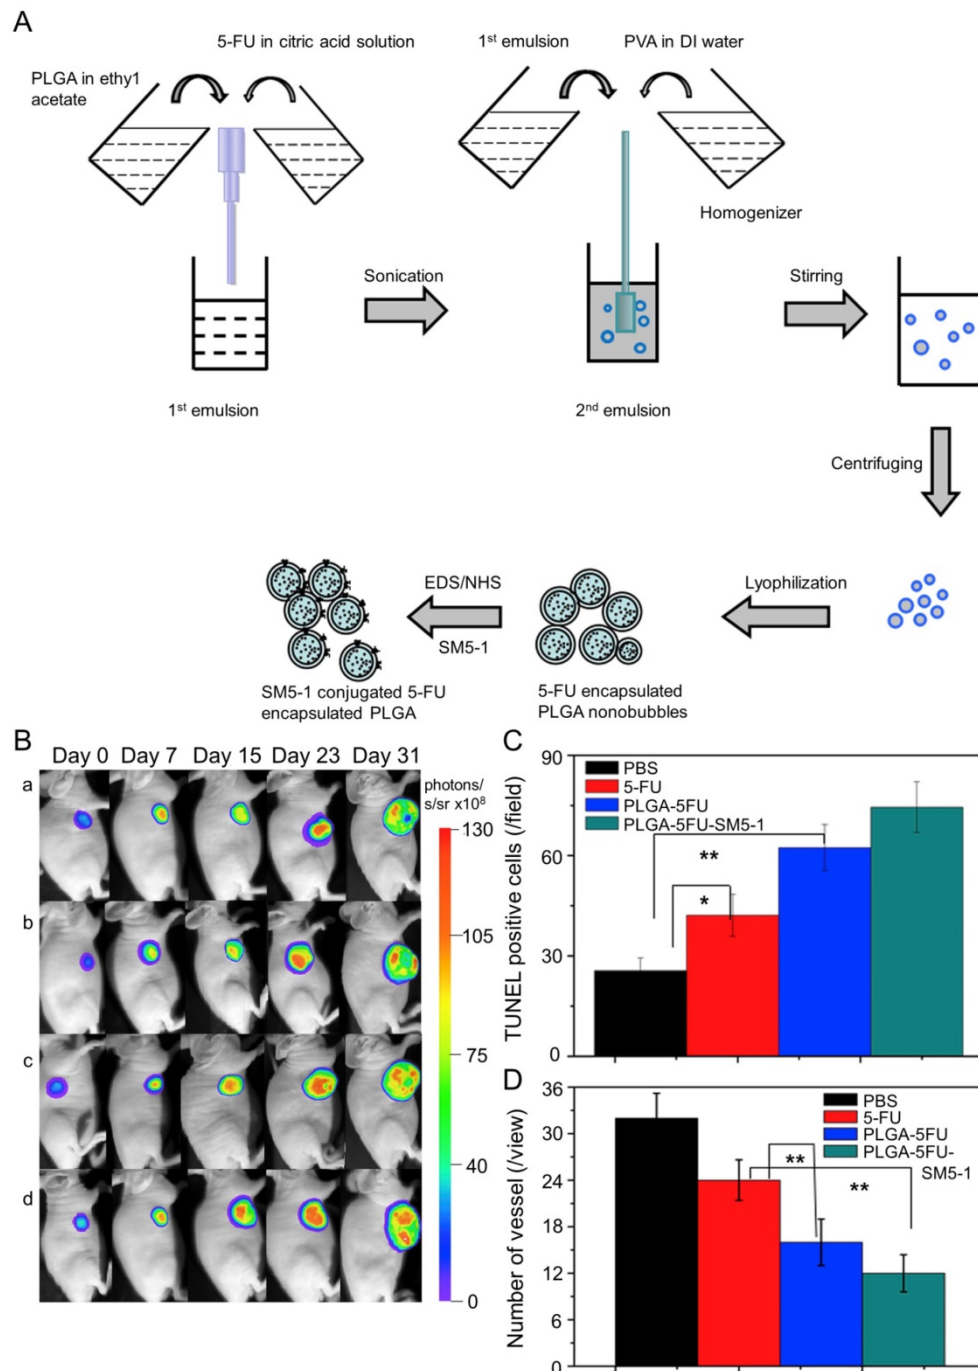 A
5-FU in citric acid solution
1st emulsion
PVA in DI water
PLGA in ethy1
acetate
Homogenizer
Sonication
Stirring
1st emulsion
2nd emulsion
Centrifuging
EDS/NHS
SM5-1
Lyophilization
SM5-1 conjugated 5-FU
encapsulated PLGA
5-FU encapsulated
PLGA nonobubbles
B
Day 0 Day 7 Day 15 Day 23 Day 31
a
b
c
d
photons/
s/sr x10⁸
130
105
75
40
0
C
TUNEL positive cells (/field)
90
60
30
0
PBS
5-FU
PLGA-5FU
PLGA-5FU-SM5-1
**
*
D
Number of vessel (/view)
36
30
24
18
12
6
0
PBS
5-FU
PLGA-5FU
PLGA-5FU-
SM5-1
**
**